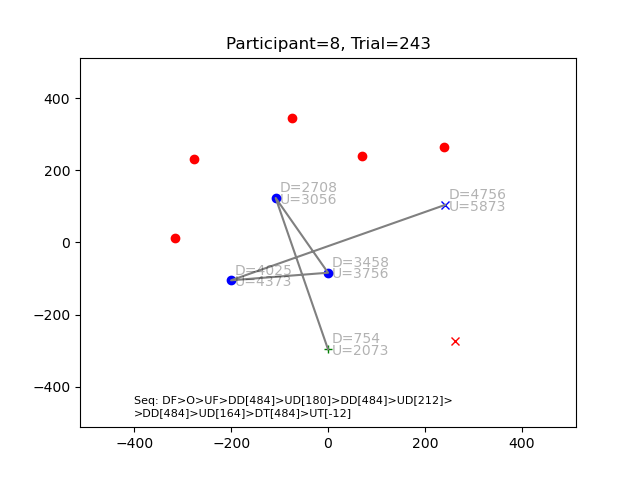 Participant=8, Trial=243
400
200
0
−200
−400
D=2708
U=3056
D=4756
U=5873
D=4025
U=4373
D=3458
U=3756
D=754
U=2073
Seq: DF>O>UF>DD[484]>UD[180]>DD[484]>UD[212]>
>DD[484]>UD[164]>DT[484]>UT[-12]
−400 −200 0 200 400